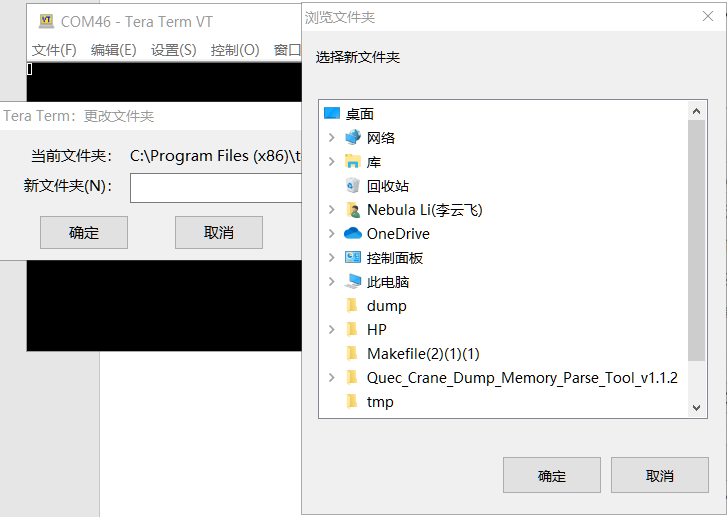 COM46 - Tera Term VT
文件(F) 编辑(E) 设置(S) 控制(O) 窗口
Tera Term: 更改文件夹
当前文件夹: C:\Program Files (x86)\t
新文件夹(N):
确定 取消
浏览文件夹
选择新文件夹
桌面
网络
库
回收站
Nebula Li(李云飞)
OneDrive
控制面板
此电脑
dump
HP
Makefile(2)(1)(1)
Quec_Crane_Dump_Memory_Parse_Tool_v1.1.2
tmp
确定 取消